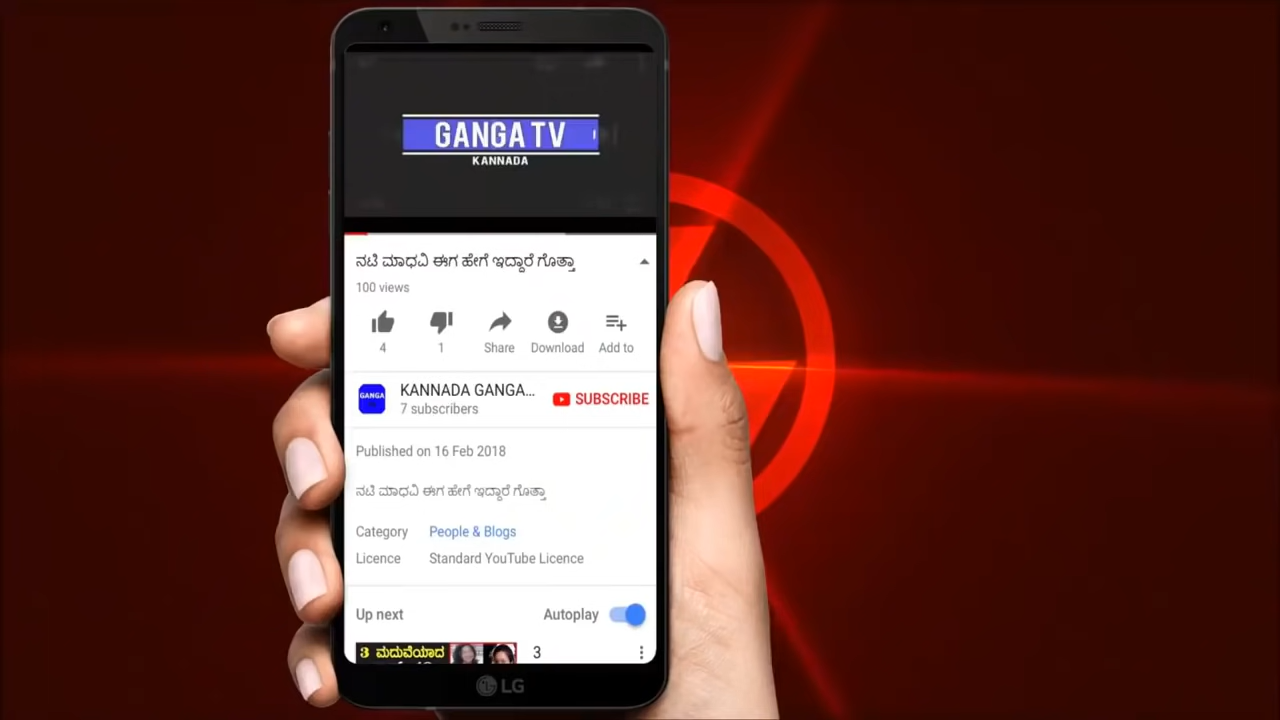 GANGA TV
KANNADA
ನಟಿ ಮಾಧವಿ ಈಗ ಹೇಗೆ ಇದ್ದಾರೆ ಗೊತ್ತಾ
100 views
4
1
Share
Download
Add to
GANGA
KANNADA GANGA...
SUBSCRIBE
7 subscribers
Published on 16 Feb 2018
ನಟಿ ಮಾಧವಿ ಈಗ ಹೇಗೆ ಇದ್ದಾರೆ ಗೊತ್ತಾ
Category People & Blogs
Licence Standard YouTube Licence
Up next Autoplay
3 ಮದುವೆಯಾದ
3
LG